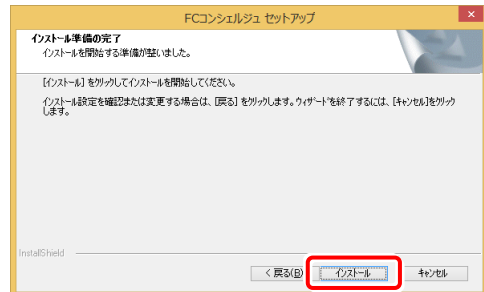 FCコンシェルジュ セットアップ
インストール準備の完了
インストールを開始する準備が整いました。
[インストール] をクリックしてインストールを開始してください。
インストール設定を確認または変更する場合は、[戻る] をクリックします。ウィザードを終了するには、[キャンセル]をクリック
します。
InstallShield
< 戻る(B)
インストール
キャンセル